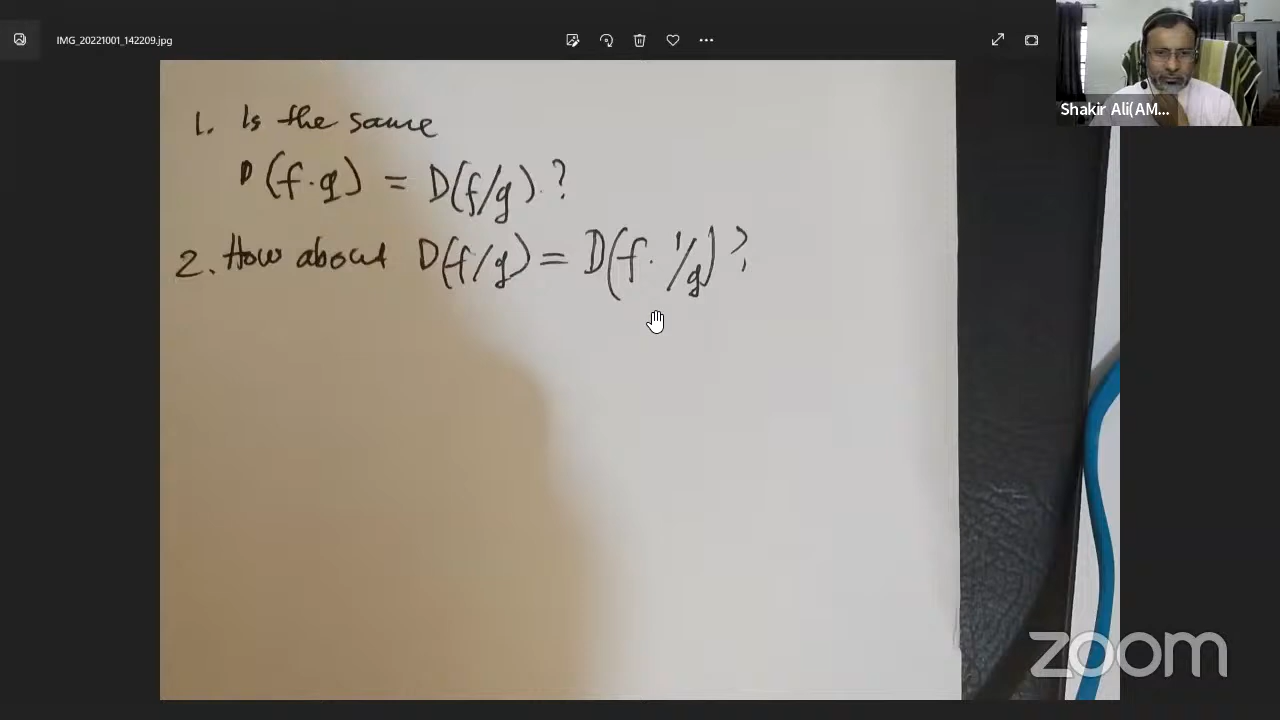 IMG_20221001_142209.jpg
Shakir Ali(AM...
1. Is the same
D(f.g) = D(f/g).?
2. How about D(f/g) = D(f. 1/g)?
zoom